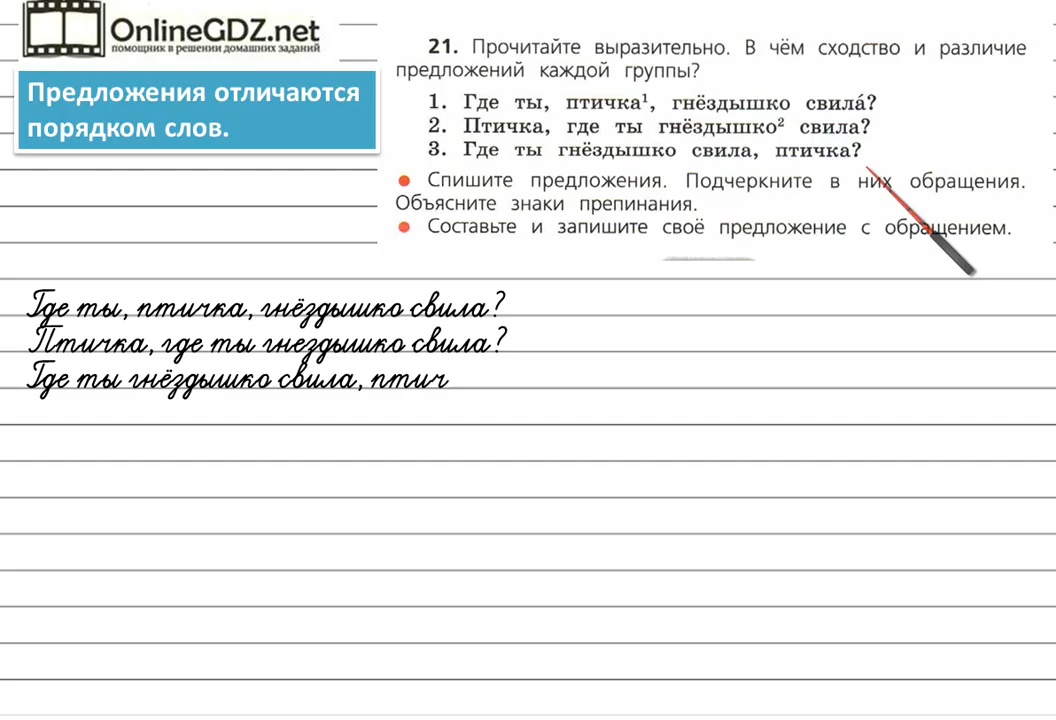 OnlineGDZ.net
помощник в решении домашних заданий
Предложения отличаются
порядком слов.
21. Прочитайте выразительно. В чём сходство и различие
предложений каждой группы?
1. Где ты, птичка¹, гнёздышко свила́?
2. Птичка, где ты гнёздышко² свила?
3. Где ты гнёздышко свила, птичка?
• Спишите предложения. Подчеркните в них обращения.
Объясните знаки препинания.
• Составьте и запишите своё предложение с обращением.
Где ты, птичка, гнёздышко свила?
Птичка, где ты гнездышко свила?
Где ты гнёздышко свила, птич